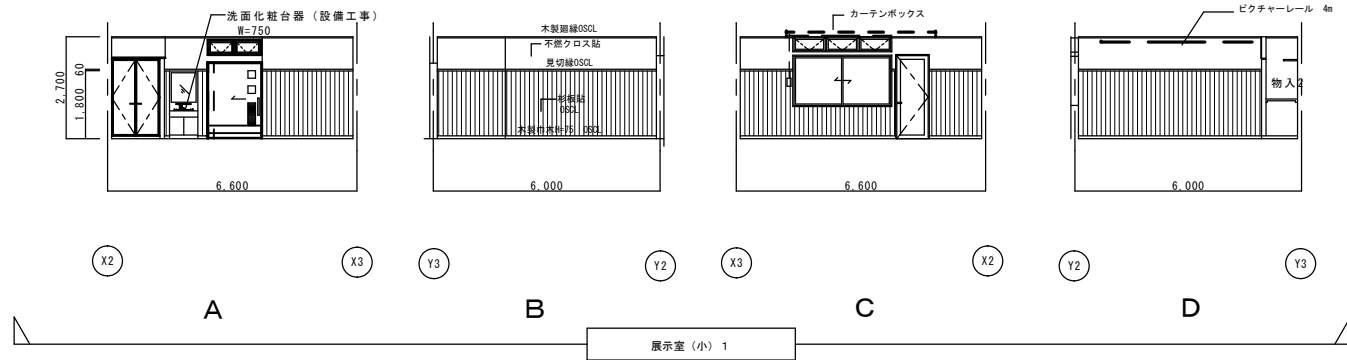 洗面化粧台器（設備工事）
W=750
2,700
60
1,800
6,600
X2
X3
A
木製廻縁OSCL
不燃クロス貼
見切縁OSCL
杉板貼
OSCL
木製巾木H=75 OSCL
6,000
Y3
Y2
B
カーテンボックス
6,600
X3
X2
C
ピクチャーレール 4m
物入2
6,000
Y2
Y3
D
展示室（小）1